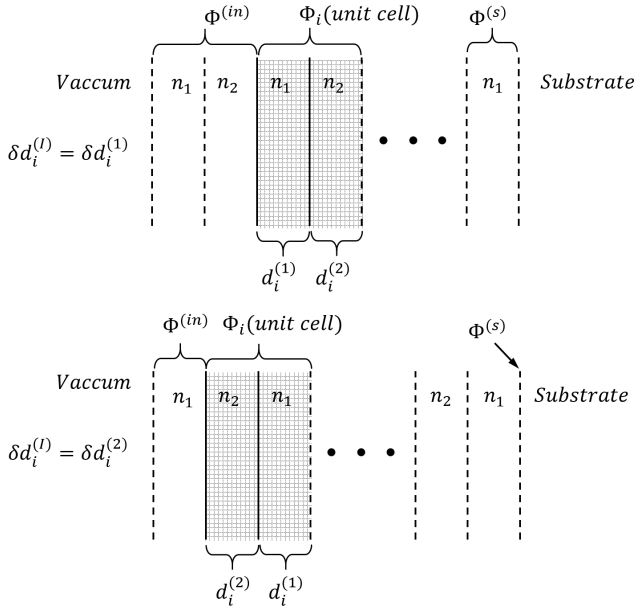 Φ^(in) Φ_i(unit cell) Φ^(s)
Vaccum n_1 n_2 n_1 n_2 n_1 Substrate
δd_i^(I) = δd_i^(1)
d_i^(1) d_i^(2)
Φ^(in) Φ_i(unit cell) Φ^(s)
Vaccum n_1 n_2 n_1 n_2 n_1 Substrate
δd_i^(I) = δd_i^(2)
d_i^(2) d_i^(1)